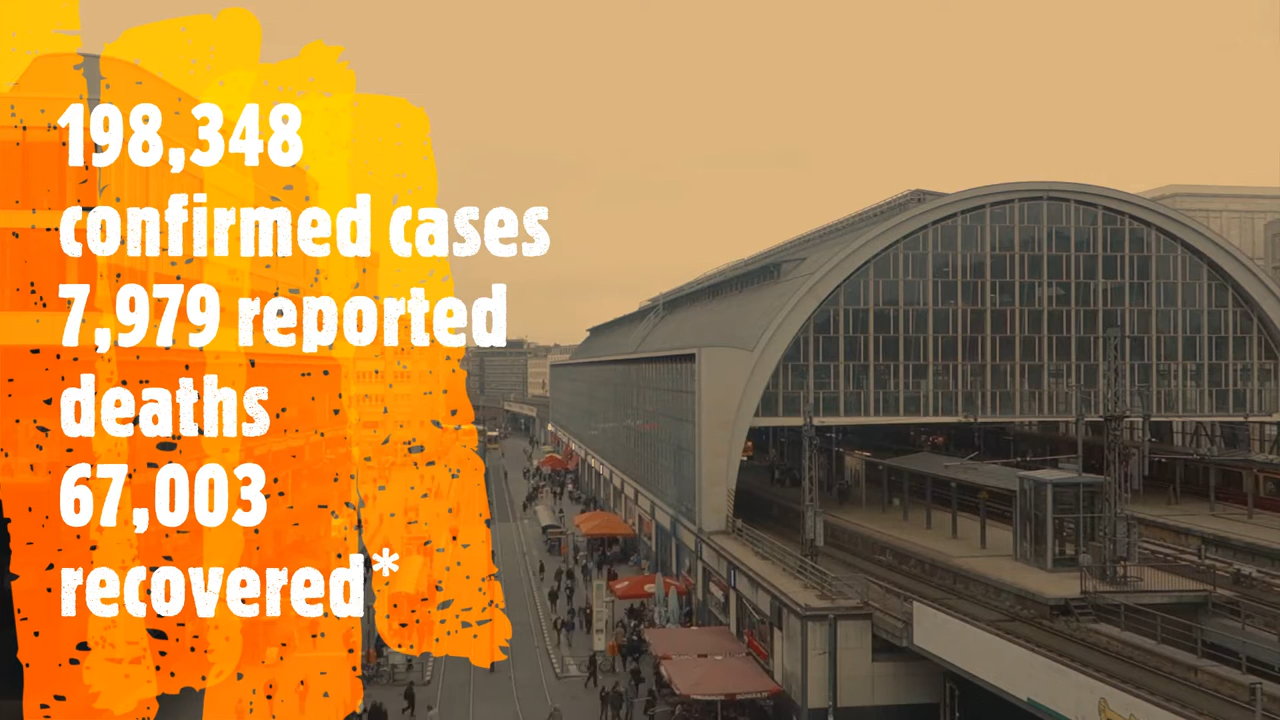 198,348
confirmed cases
7,979 reported
deaths
67,003
recovered*